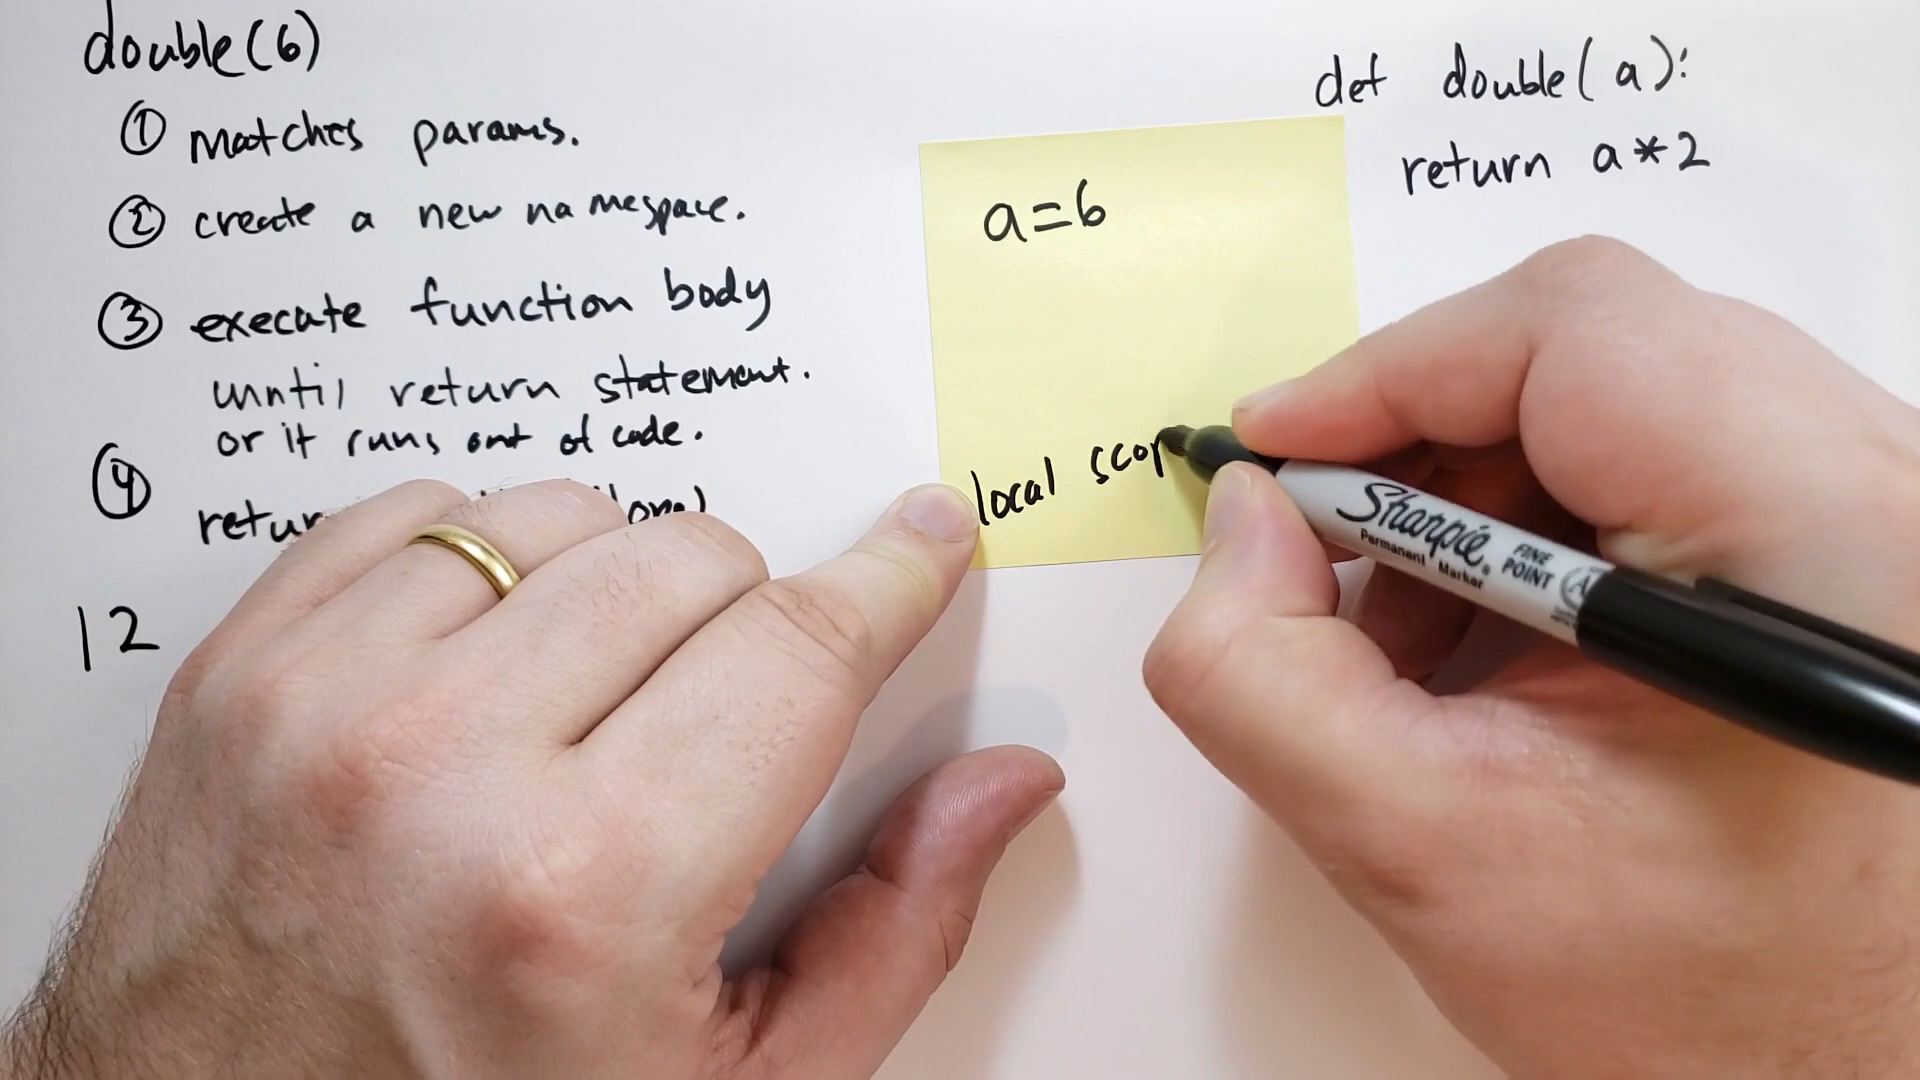 double(6)
① matches params.
② create a new namespace.
③ execute function body
unntil return statement.
or it runs out of code.
④
12
a=6
local scop
def double(a):
return a*2
Sharpie
Permanent Marker
FINE
POINT